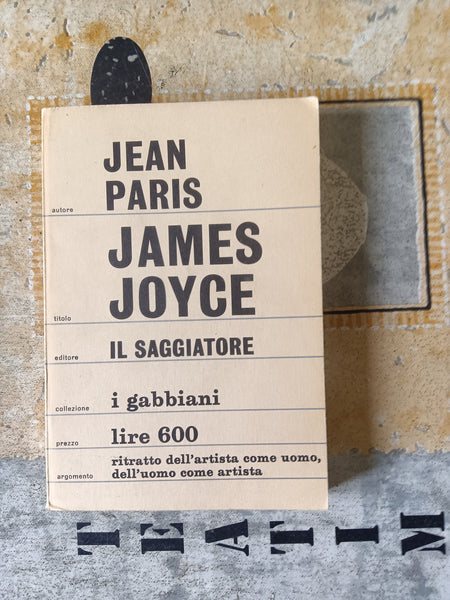 JEAN
autore PARIS
JAMES
titolo JOYCE
editore IL SAGGIATORE
collezione i gabbiani
prezzo lire 600
ritratto dell'artista come uomo,
argomento dell'uomo come artista
TEATIM